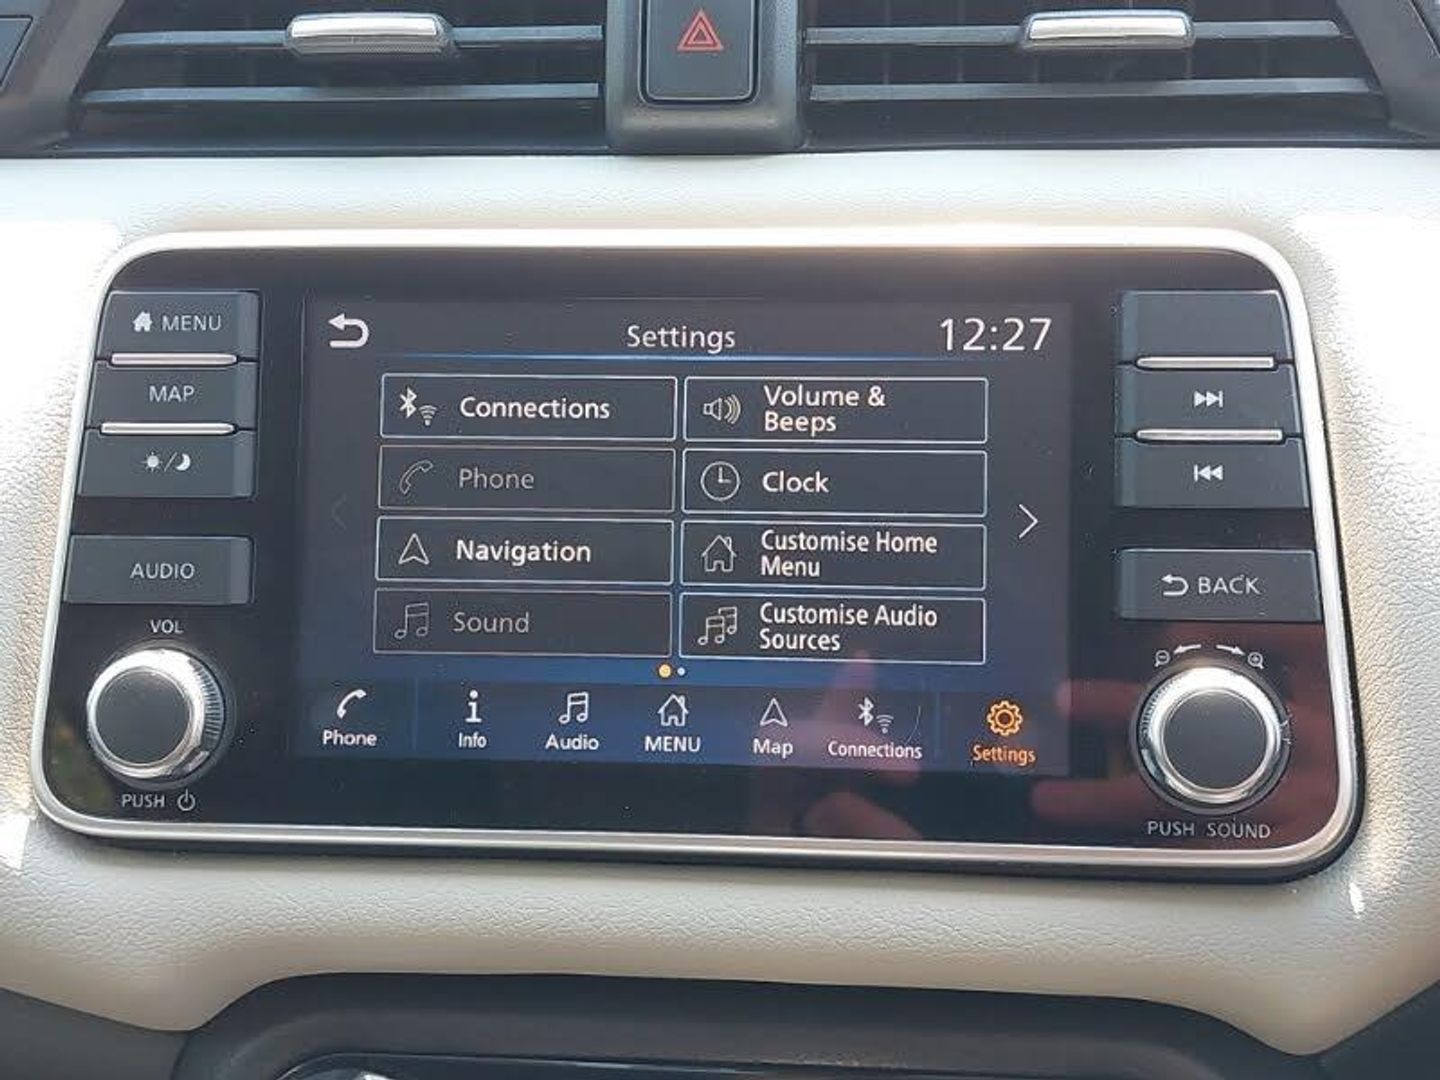 MENU
MAP
AUDIO
VOL
PUSH
Settings
12:27
Connections
Volume &
Beeps
Phone
Clock
Navigation
Customise Home
Menu
Sound
Customise Audio
Sources
Phone
Info
Audio
MENU
Map
Connections
Settings
BACK
PUSH SOUND